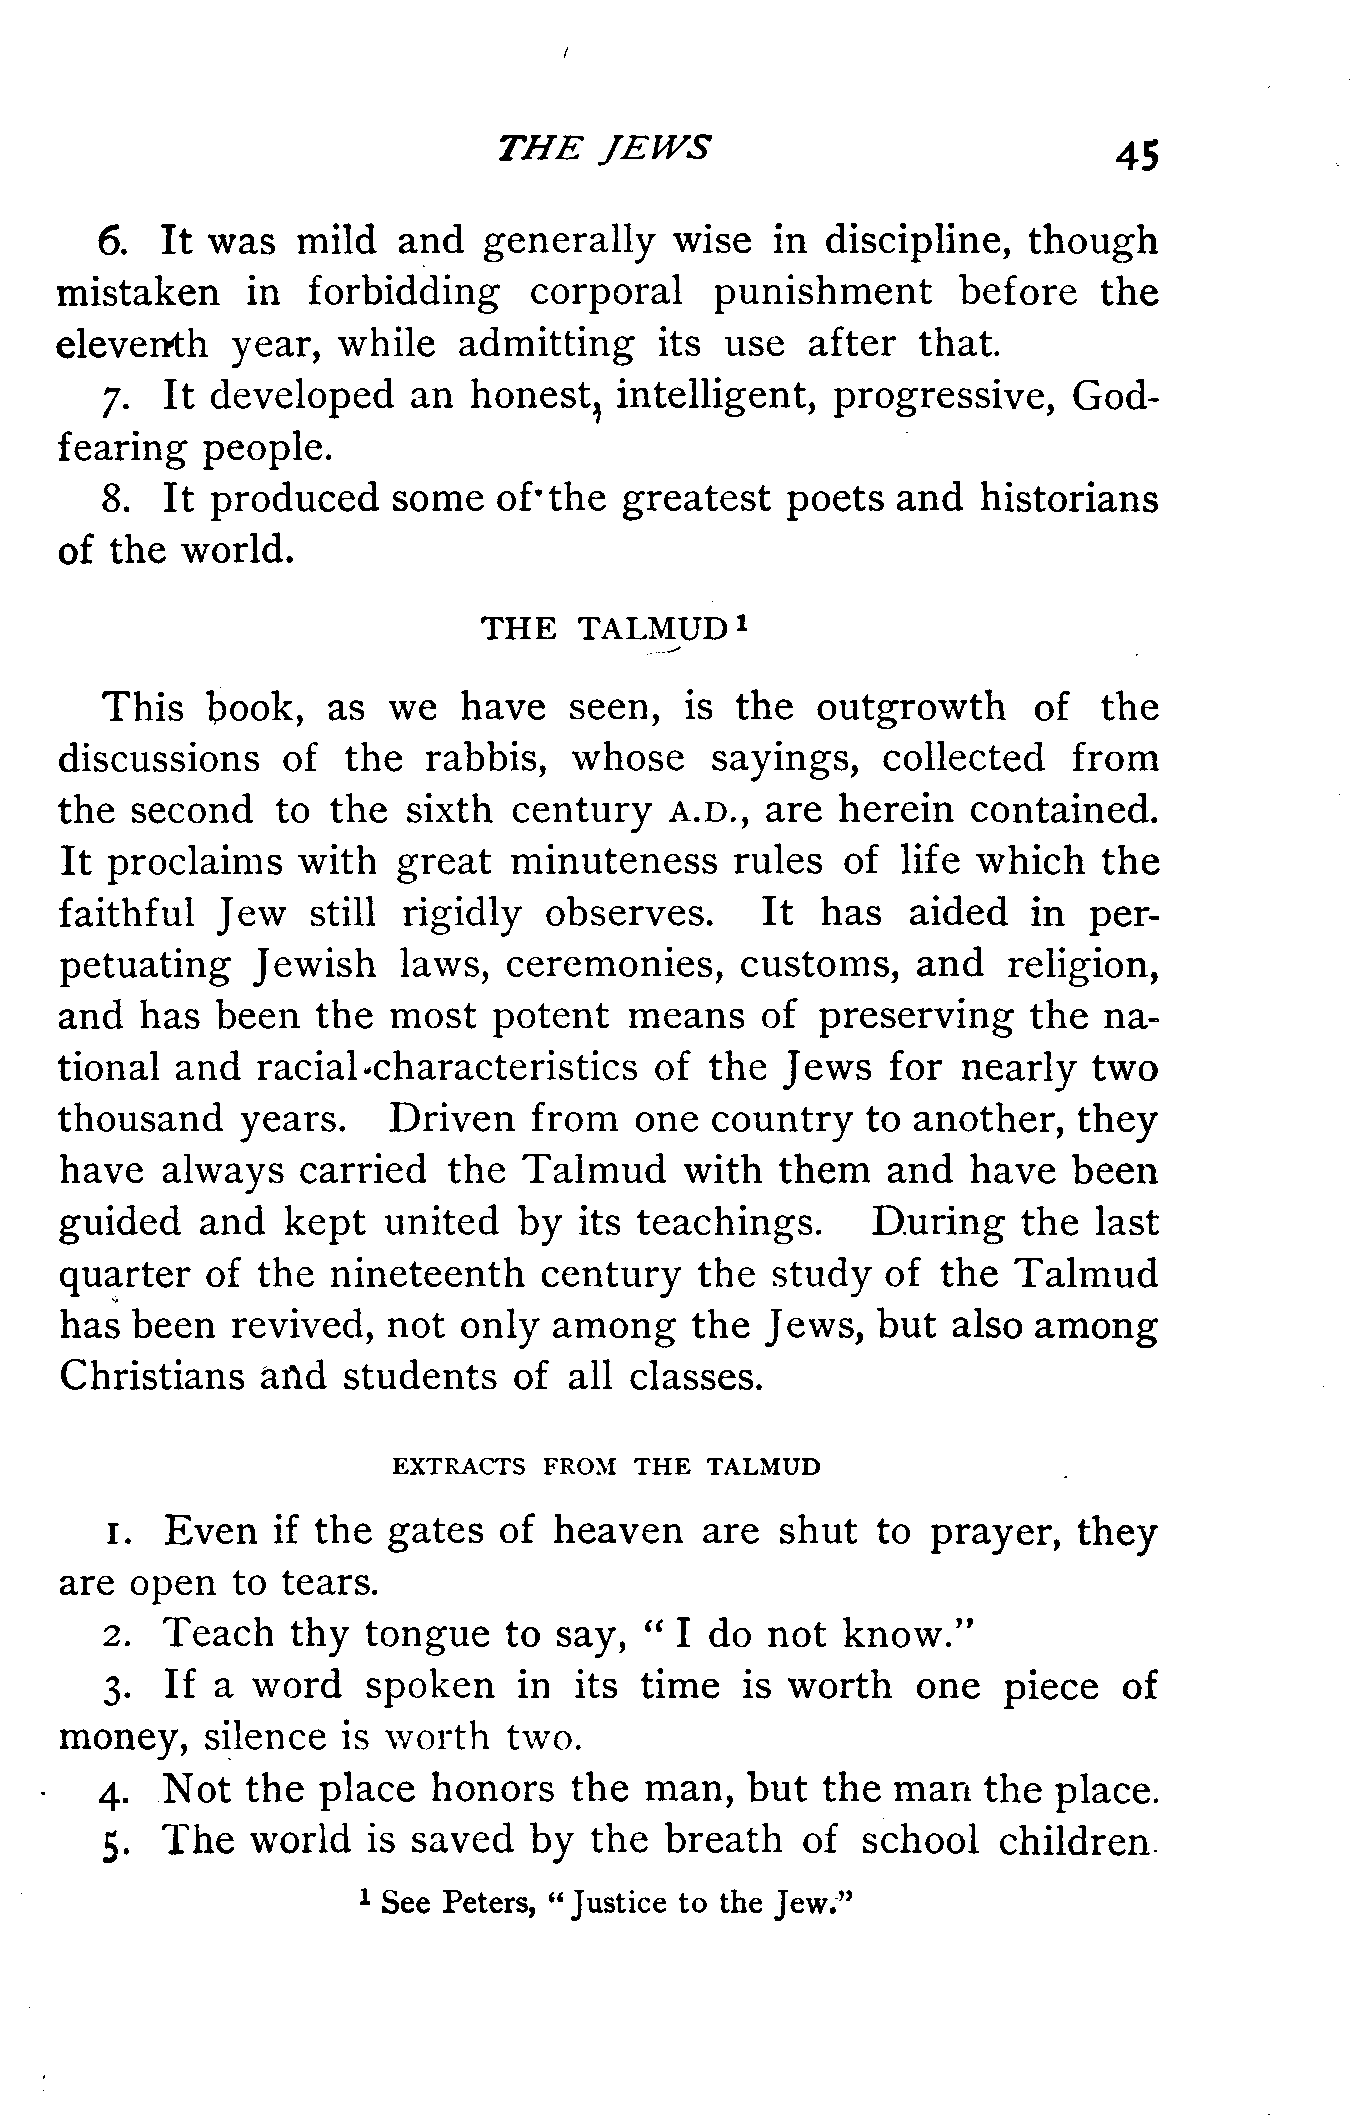 THE JEWS 45
6. It was mild and generally wise in discipline, though
mistaken in forbidding corporal punishment before the
eleventh year, while admitting its use after that.
7. It developed an honest, intelligent, progressive, God-
fearing people.
8. It produced some of the greatest poets and historians
of the world.
THE TALMUD ¹
This book, as we have seen, is the outgrowth of the
discussions of the rabbis, whose sayings, collected from
the second to the sixth century A.D., are herein contained.
It proclaims with great minuteness rules of life which the
faithful Jew still rigidly observes. It has aided in per-
petuating Jewish laws, ceremonies, customs, and religion,
and has been the most potent means of preserving the na-
tional and racial characteristics of the Jews for nearly two
thousand years. Driven from one country to another, they
have always carried the Talmud with them and have been
guided and kept united by its teachings. During the last
quarter of the nineteenth century the study of the Talmud
has been revived, not only among the Jews, but also among
Christians and students of all classes.
EXTRACTS FROM THE TALMUD
1. Even if the gates of heaven are shut to prayer, they
are open to tears.
2. Teach thy tongue to say, “ I do not know.”
3. If a word spoken in its time is worth one piece of
money, silence is worth two.
4. Not the place honors the man, but the man the place.
5. The world is saved by the breath of school children.
¹ See Peters, “ Justice to the Jew.”